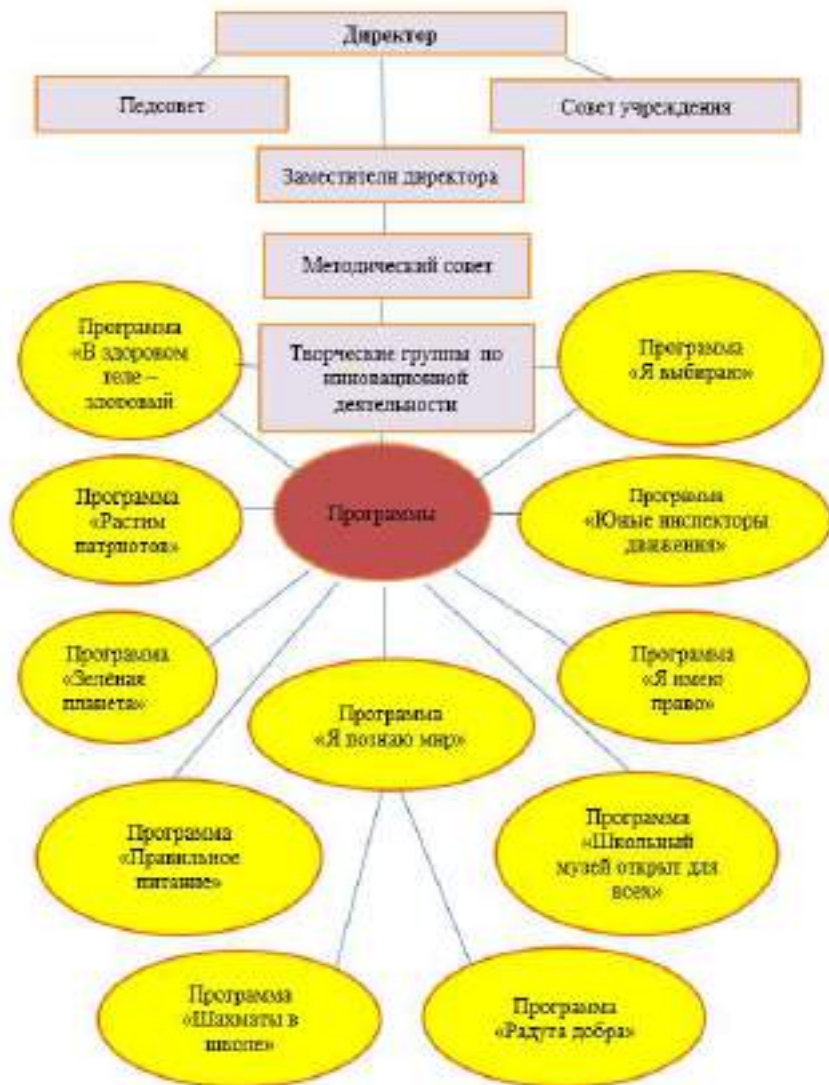 Директор
Педсовет
Совет учреждения
Заместители директора
Методический совет
Программа
«В здоровом
теле –
здоровый
Творческие группы по
инновационной
деятельности
Программа
«Я выбираю»
Программа
«Растим
патриотов»
Программы
Программа
«Юные инспекторы
движения»
Программа
«Зелёная
планета»
Программа
«Я познаю мир»
Программа
«Я имею
право»
Программа
«Правильное
питание»
Программа
«Школьный
музей открыт для
всех»
Программа
«Шахматы в
школе»
Программа
«Радуга добра»